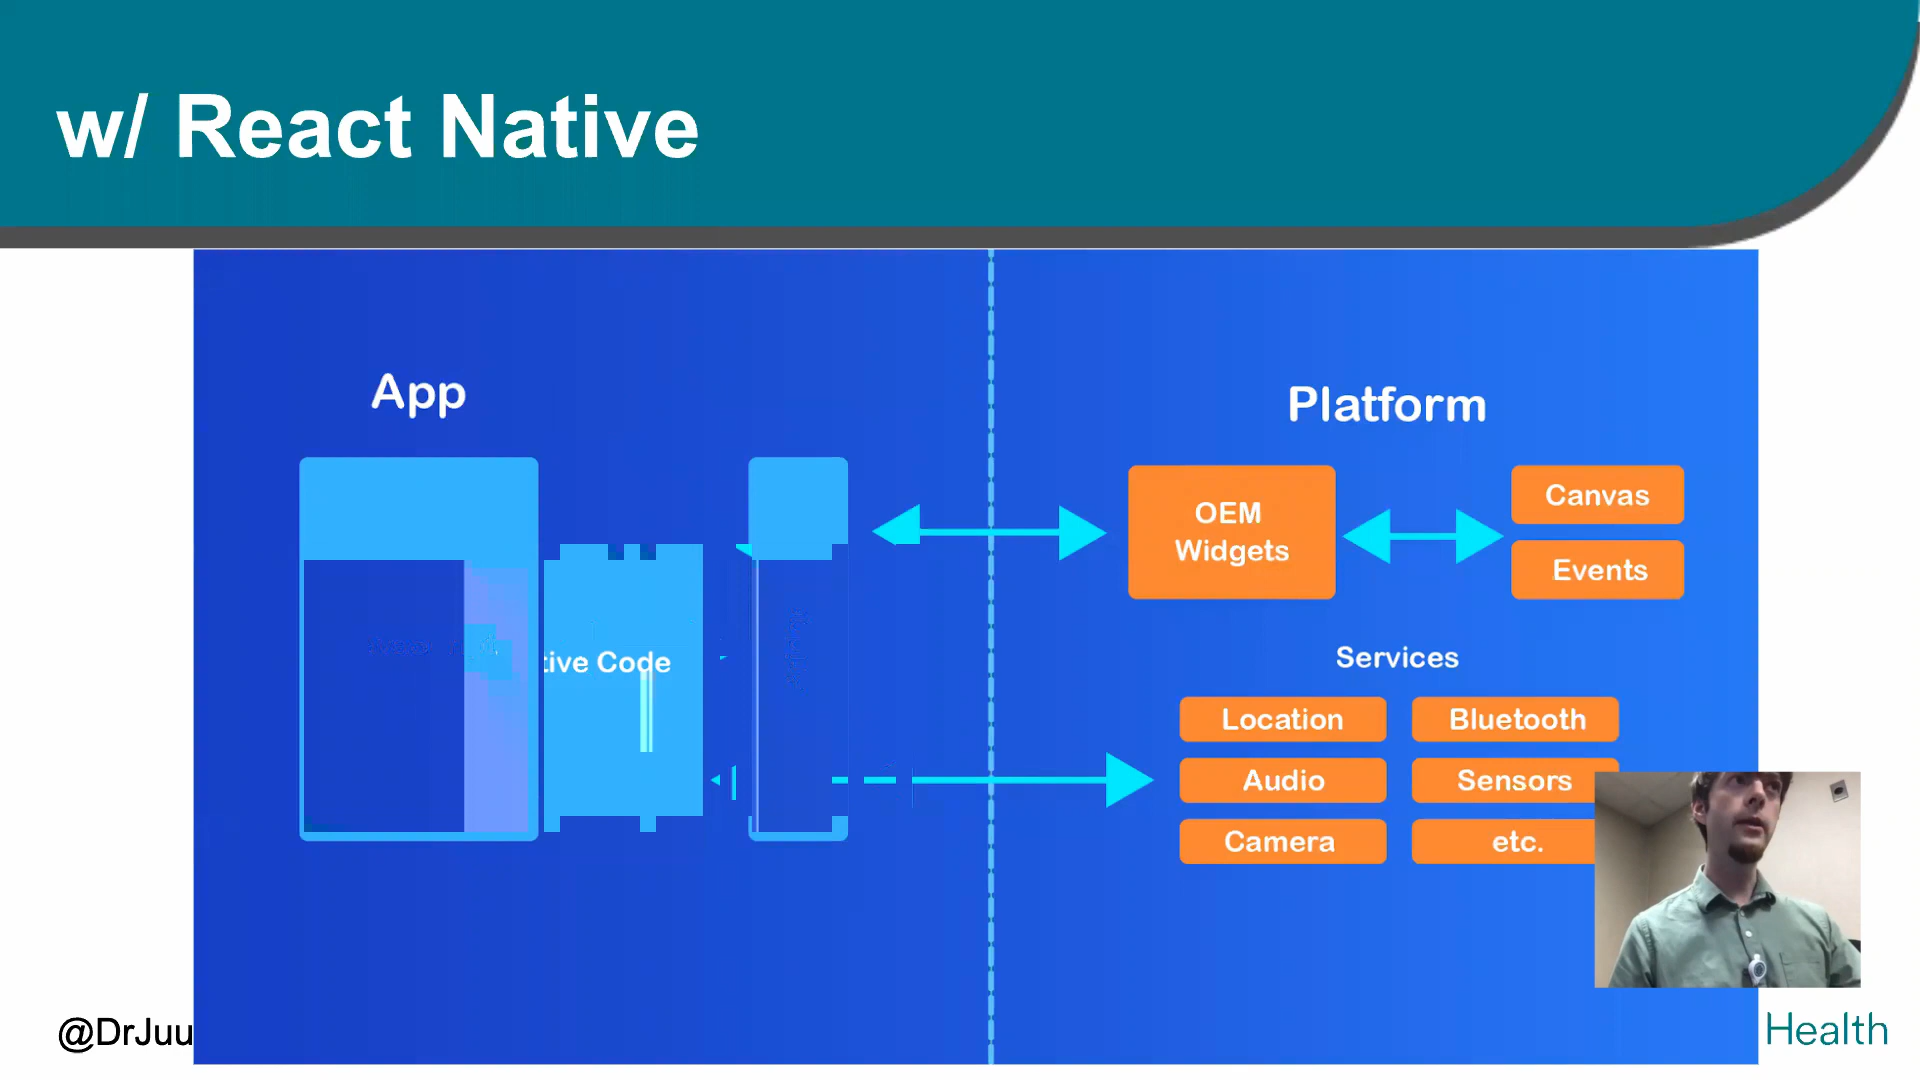 w/ React Native
App
Platform
OEM
Widgets
Canvas
Events
tive Code
Services
Location
Bluetooth
Audio
Sensors
Camera
etc.
@DrJuu
Health